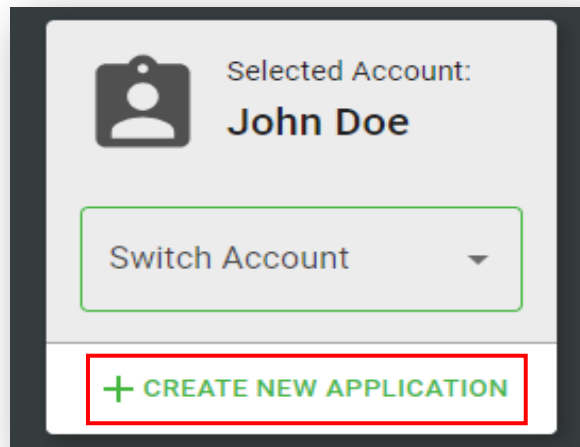 Selected Account:
John Doe
Switch Account
+ CREATE NEW APPLICATION